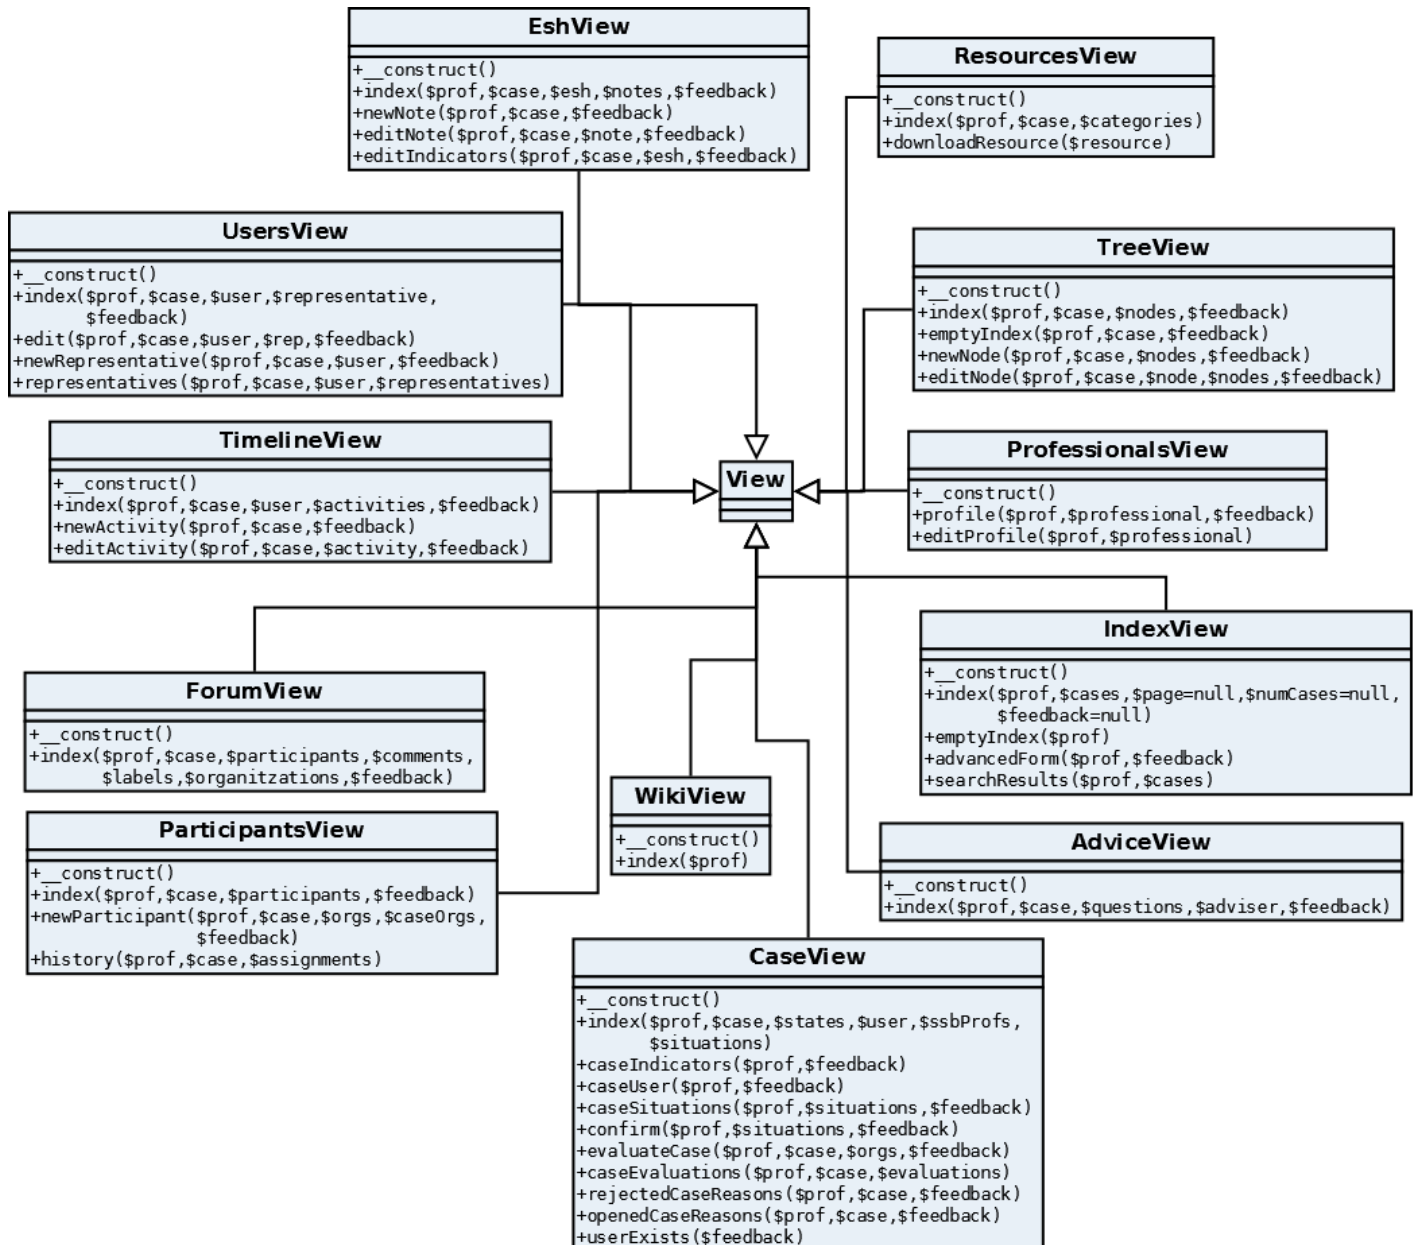 EshView
+__construct()
+index($prof,$case,$esh,$notes,$feedback)
+newNote($prof,$case,$feedback)
+editNote($prof,$case,$note,$feedback)
+editIndicators($prof,$case,$esh,$feedback)
ResourcesView
+__construct()
+index($prof,$case,$categories)
+downloadResource($resource)
UsersView
+__construct()
+index($prof,$case,$user,$representative,
$feedback)
+edit($prof,$case,$user,$rep,$feedback)
+newRepresentative($prof,$case,$user,$feedback)
+representatives($prof,$case,$user,$representatives)
TreeView
+__construct()
+index($prof,$case,$nodes,$feedback)
+emptyIndex($prof,$case,$feedback)
+newNode($prof,$case,$nodes,$feedback)
+editNode($prof,$case,$node,$nodes,$feedback)
TimelineView
+__construct()
+index($prof,$case,$user,$activities,$feedback)
+newActivity($prof,$case,$feedback)
+editActivity($prof,$case,$activity,$feedback)
View
ProfessionalsView
+__construct()
+profile($prof,$professional,$feedback)
+editProfile($prof,$professional)
IndexView
+__construct()
+index($prof,$cases,$page=null,$numCases=null,
$feedback=null)
+emptyIndex($prof)
+advancedForm($prof,$feedback)
+searchResults($prof,$cases)
ForumView
+__construct()
+index($prof,$case,$participants,$comments,
$labels,$organitzations,$feedback)
WikiView
+__construct()
+index($prof)
ParticipantsView
+__construct()
+index($prof,$case,$participants,$feedback)
+newParticipant($prof,$case,$orgs,$caseOrgs,
$feedback)
+history($prof,$case,$assignments)
AdviceView
+__construct()
+index($prof,$case,$questions,$adviser,$feedback)
CaseView
+__construct()
+index($prof,$case,$states,$user,$ssbProfs,
$situations)
+caseIndicators($prof,$feedback)
+caseUser($prof,$feedback)
+caseSituations($prof,$situations,$feedback)
+confirm($prof,$situations,$feedback)
+evaluateCase($prof,$case,$orgs,$feedback)
+caseEvaluations($prof,$case,$evaluations)
+rejectedCaseReasons($prof,$case,$feedback)
+openedCaseReasons($prof,$case,$feedback)
+userExists($feedback)